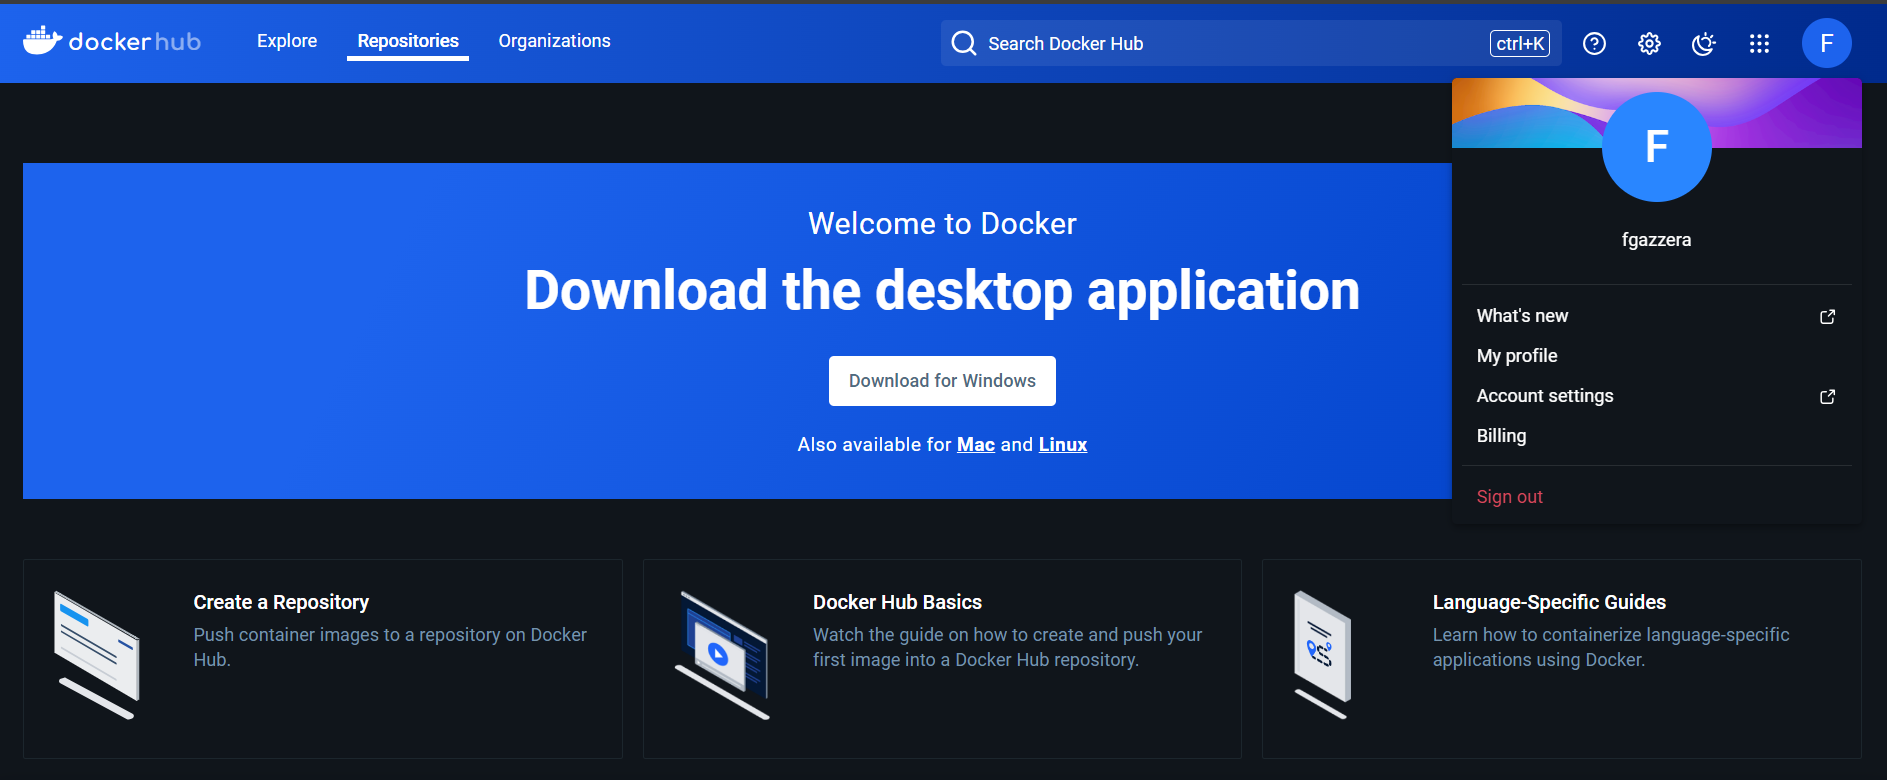 docker hub
Explore
Repositories
Organizations
Search Docker Hub
ctrl+K
F
F
fgazzera
What's new
My profile
Account settings
Billing
Sign out
Welcome to Docker
Download the desktop application
Download for Windows
Also available for Mac and Linux
Create a Repository
Push container images to a repository on Docker
Hub.
Docker Hub Basics
Watch the guide on how to create and push your
first image into a Docker Hub repository.
Language-Specific Guides
Learn how to containerize language-specific
applications using Docker.